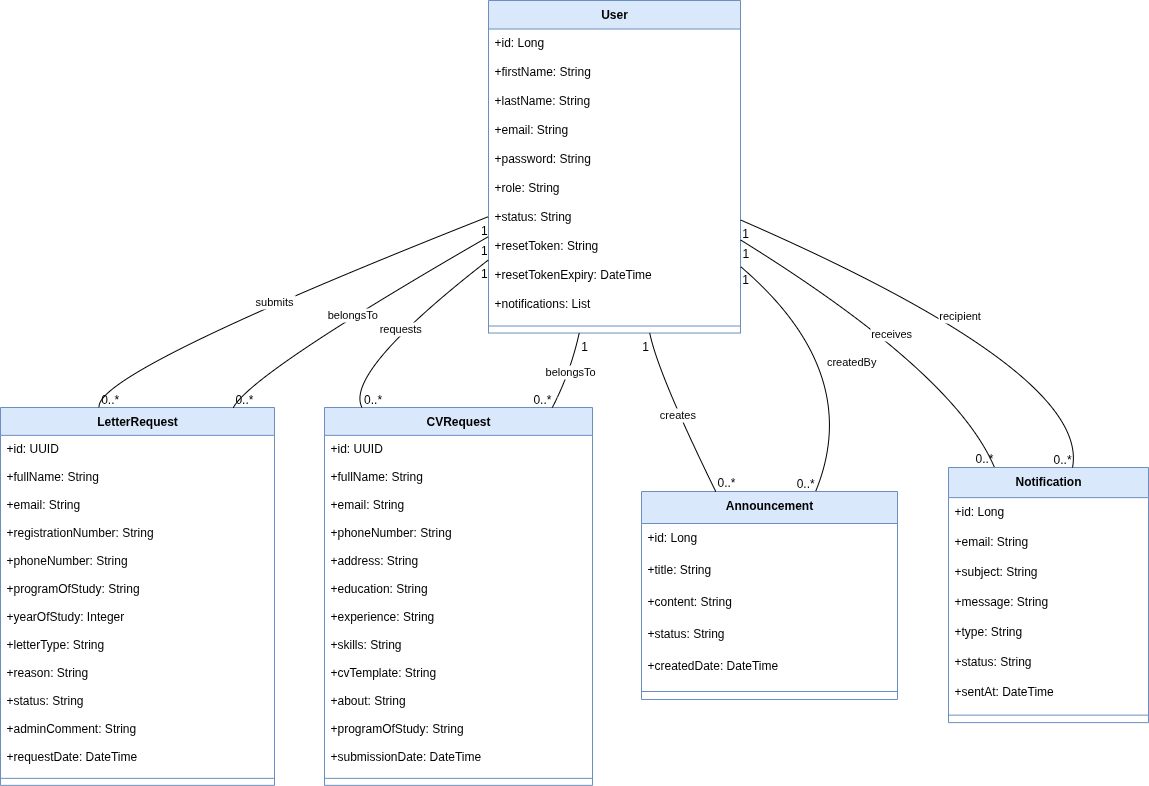 User
+id: Long
+firstName: String
+lastName: String
+email: String
+password: String
+role: String
+status: String
+resetToken: String
+resetTokenExpiry: DateTime
+notifications: List
1
1
1
1
1
1
1
1
submits
belongsTo
requests
belongsTo
creates
createdBy
receives
recipient
0..*
0..*
0..*
0..*
0..*
0..*
0..*
0..*
LetterRequest
+id: UUID
+fullName: String
+email: String
+registrationNumber: String
+phoneNumber: String
+programOfStudy: String
+yearOfStudy: Integer
+letterType: String
+reason: String
+status: String
+adminComment: String
+requestDate: DateTime
CVRequest
+id: UUID
+fullName: String
+email: String
+phoneNumber: String
+address: String
+education: String
+experience: String
+skills: String
+cvTemplate: String
+about: String
+programOfStudy: String
+submissionDate: DateTime
Announcement
+id: Long
+title: String
+content: String
+status: String
+createdDate: DateTime
Notification
+id: Long
+email: String
+subject: String
+message: String
+type: String
+status: String
+sentAt: DateTime